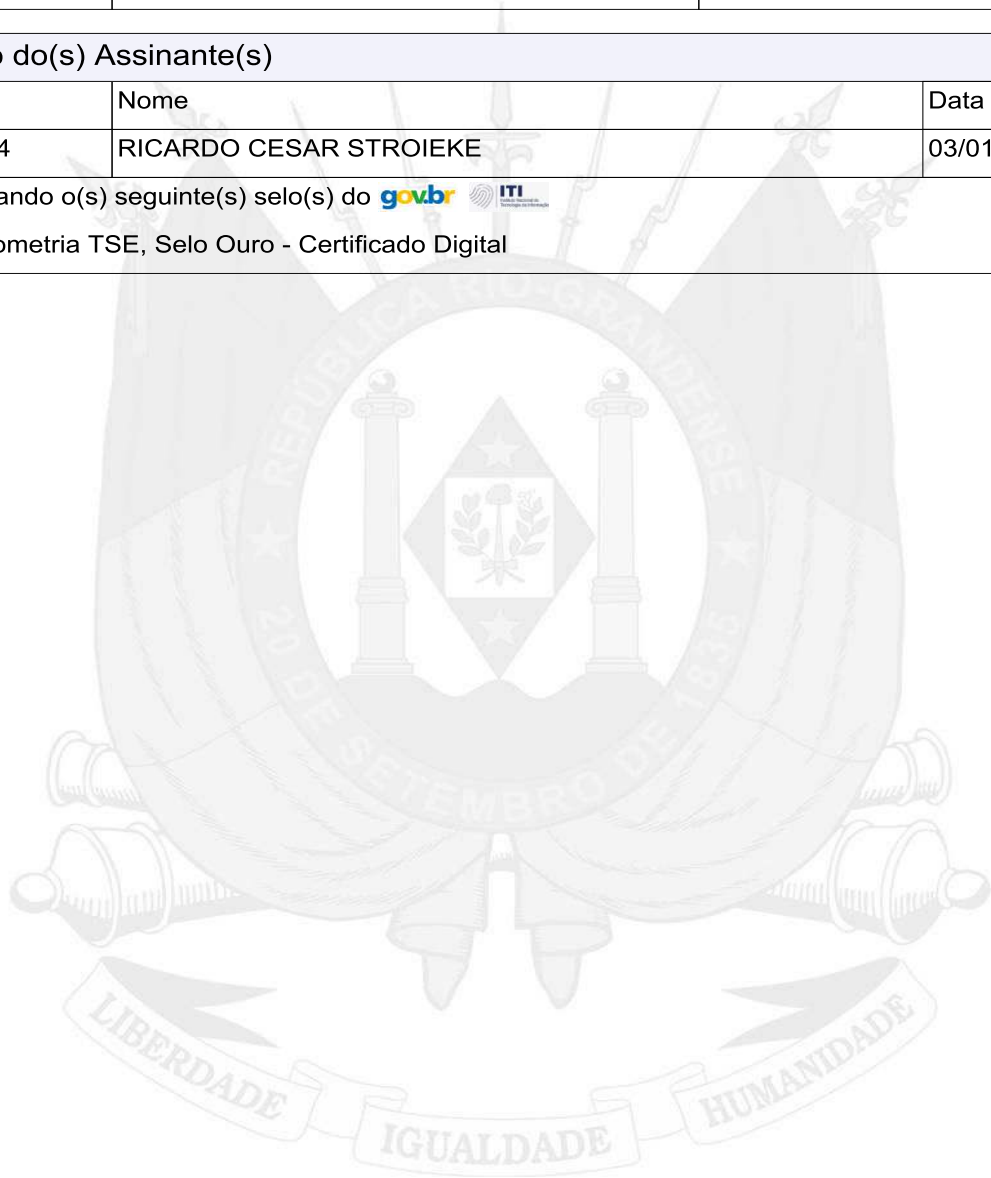 o do(s) Assinante(s)
Nome Data
4 RICARDO CESAR STROIEKE 03/01
ando o(s) seguinte(s) selo(s) do gov.br ITI
ometria TSE, Selo Ouro - Certificado Digital
REPÚBLICA RIO-GRANDENSE
20 DE SETEMBRO DE 1835
LIBERDADE IGUALDADE HUMANIDADE